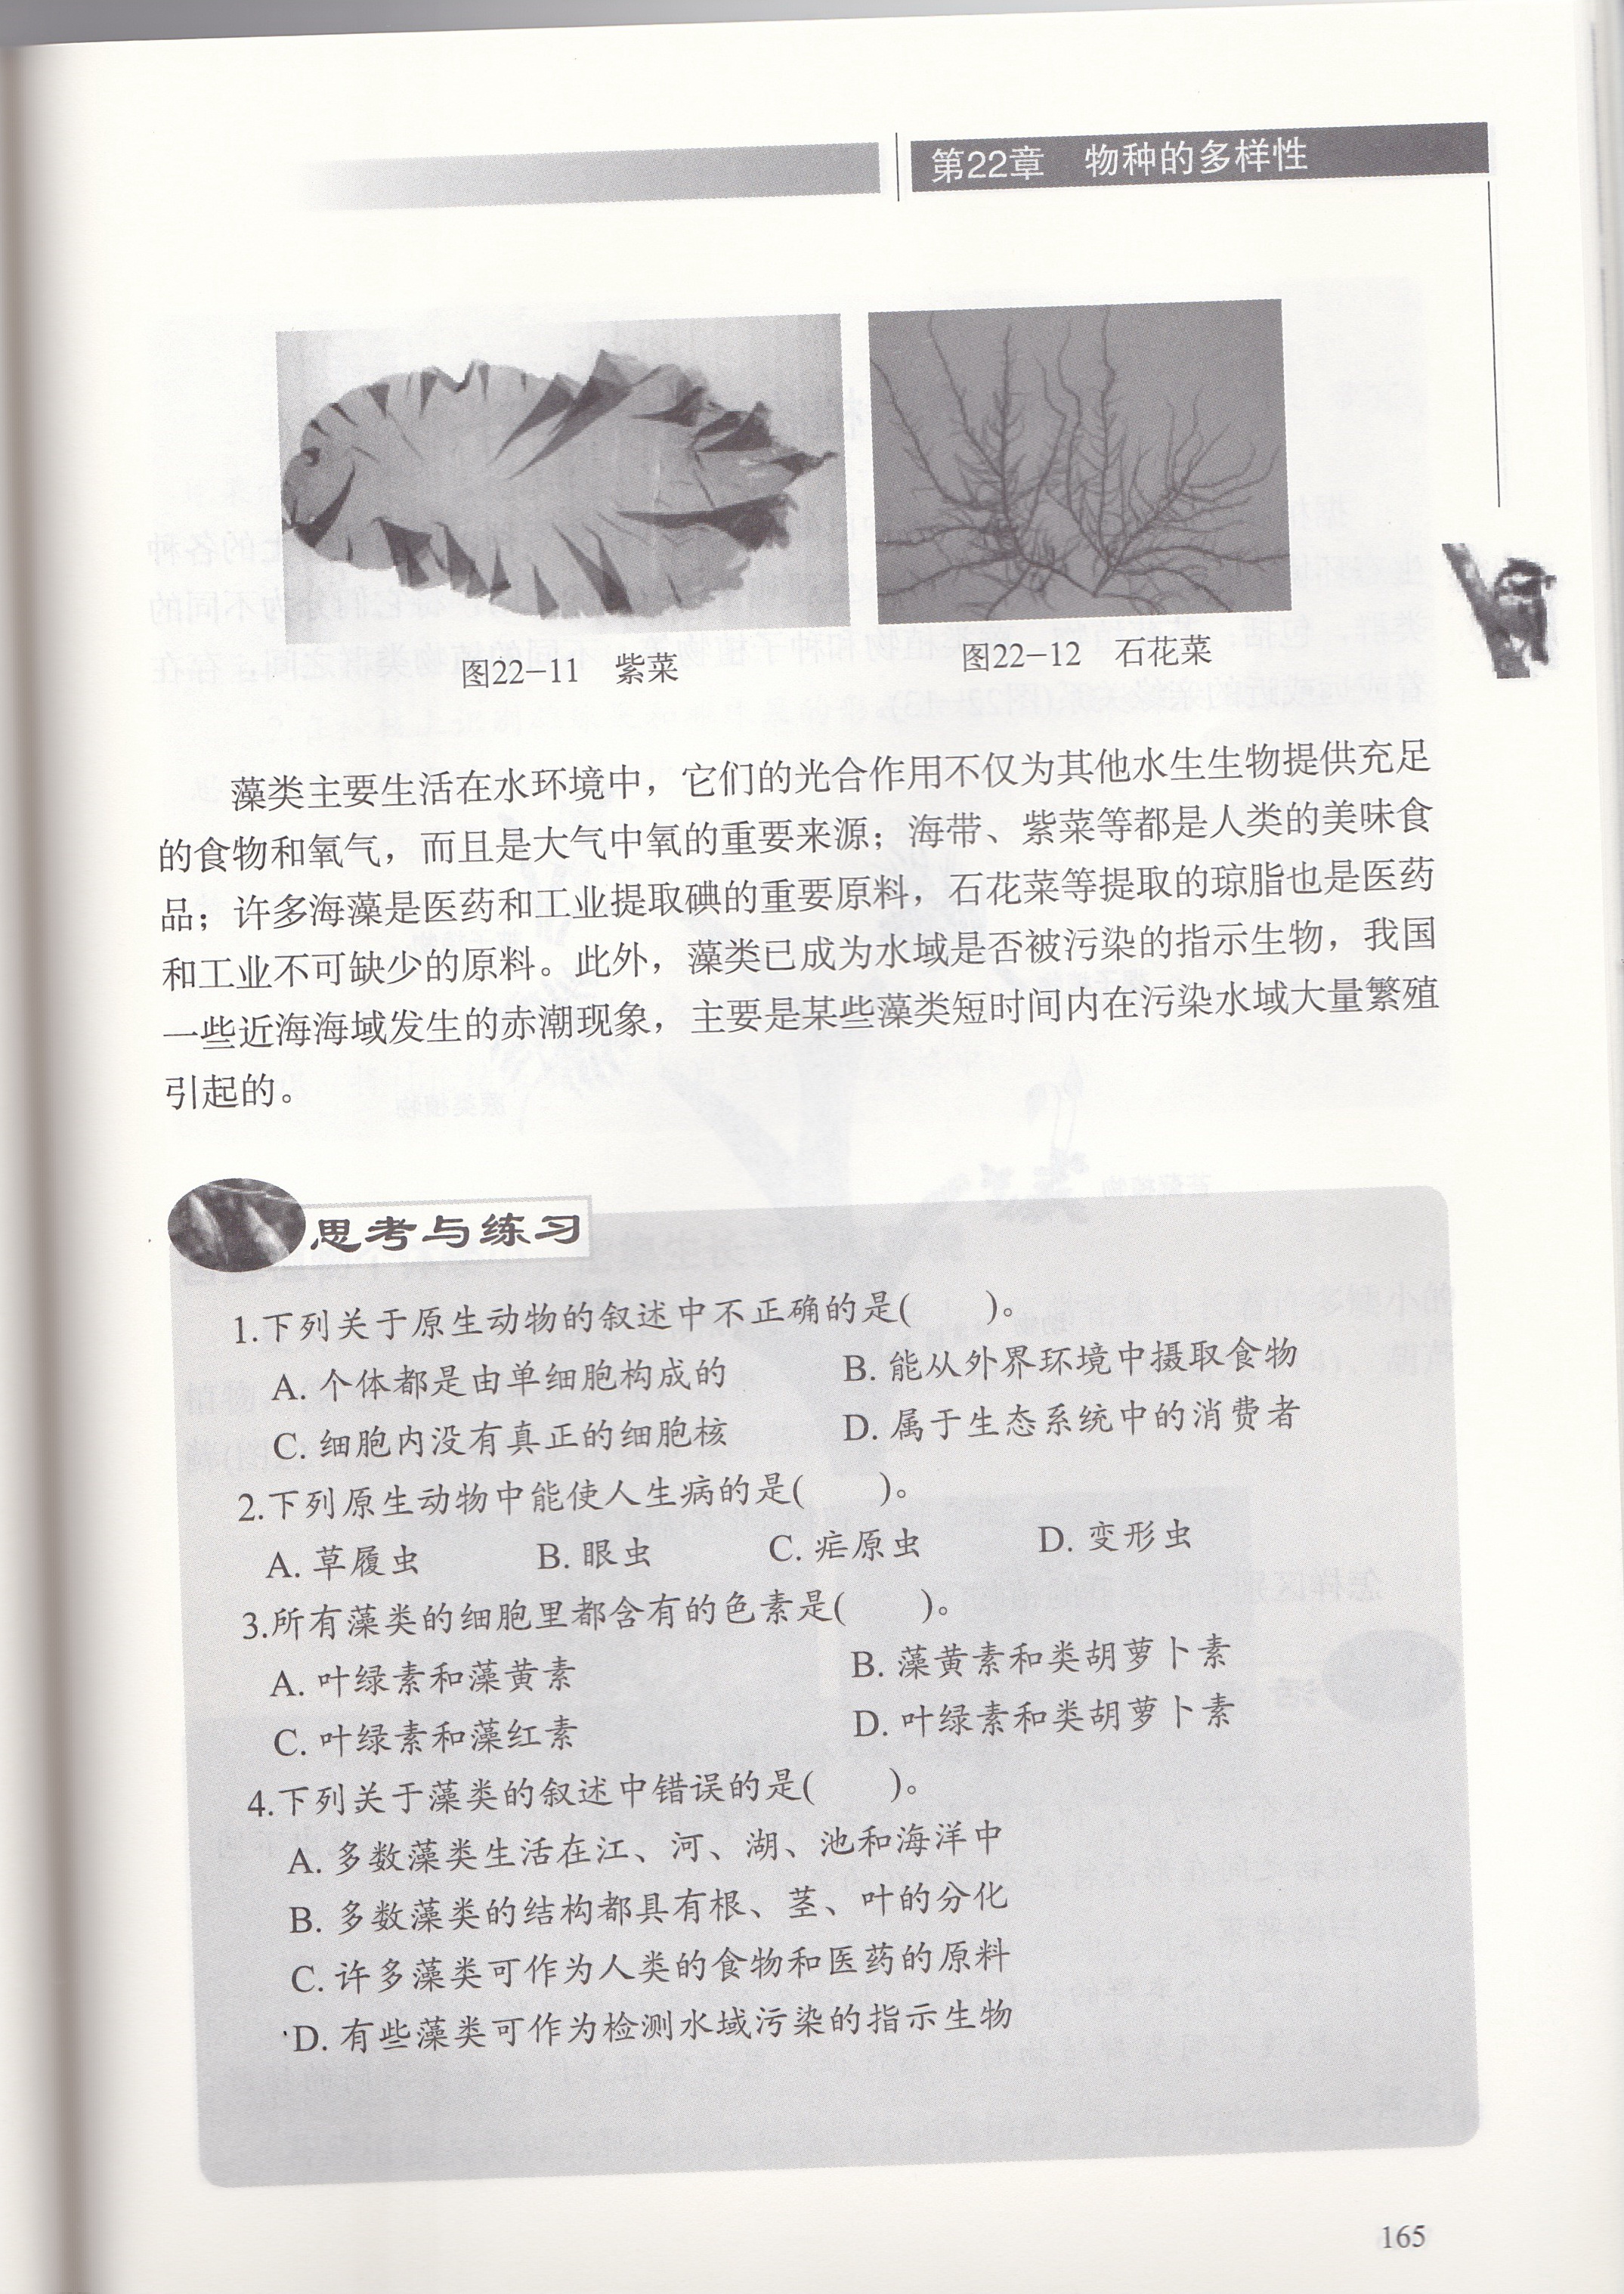 第22章 物种的多样性
图22-11 紫菜
图22-12 石花菜
藻类主要生活在水环境中，它们的光合作用不仅为其他水生生物提供充足
的食物和氧气，而且是大气中氧的重要来源；海带、紫菜等都是人类的美味食
品；许多海藻是医药和工业提取碘的重要原料，石花菜等提取的琼脂也是医药
和工业不可缺少的原料。此外，藻类已成为水域是否被污染的指示生物，我国
一些近海海域发生的赤潮现象，主要是某些藻类短时间内在污染水域大量繁殖
引起的。
思考与练习
1.下列关于原生动物的叙述中不正确的是(　　)。
A. 个体都是由单细胞构成的　　B. 能从外界环境中摄取食物
C. 细胞内没有真正的细胞核　　D. 属于生态系统中的消费者
2.下列原生动物中能使人生病的是(　　)。
A. 草履虫　　B. 眼虫　　C. 疟原虫　　D. 变形虫
3.所有藻类的细胞里都含有的色素是(　　)。
A. 叶绿素和藻黄素　　B. 藻黄素和类胡萝卜素
C. 叶绿素和藻红素　　D. 叶绿素和类胡萝卜素
4.下列关于藻类的叙述中错误的是(　　)。
A. 多数藻类生活在江、河、湖、池和海洋中
B. 多数藻类的结构都具有根、茎、叶的分化
C. 许多藻类可作为人类的食物和医药的原料
D. 有些藻类可作为检测水域污染的指示生物
165